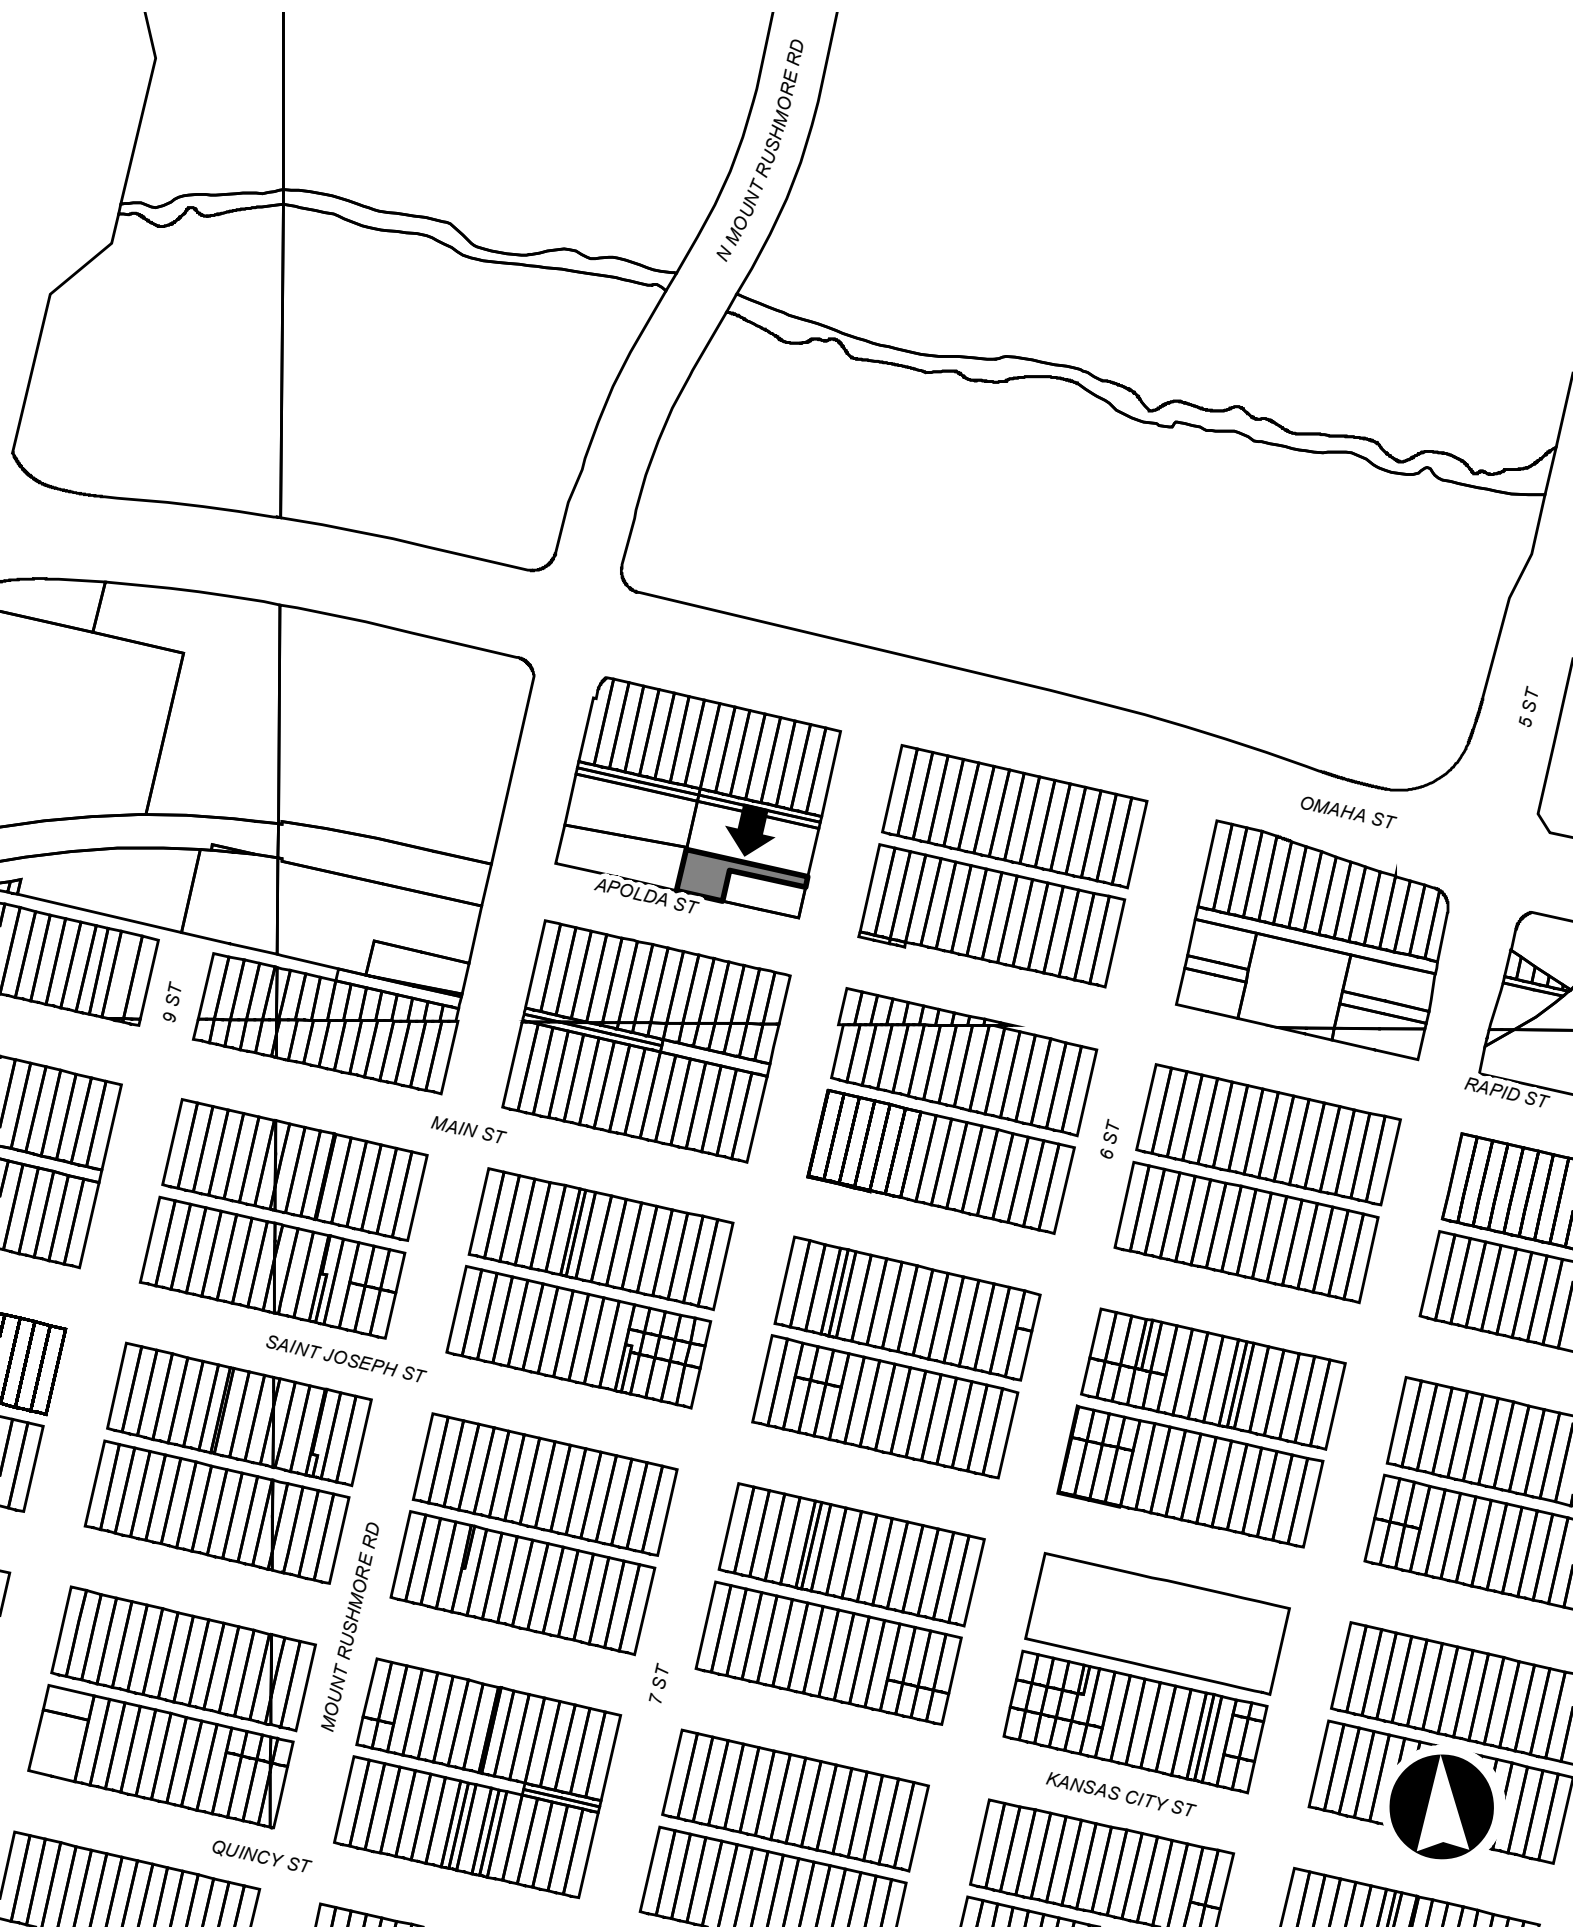 N MOUNT RUSHMORE RD
5 ST
OMAHA ST
APOLDA ST
9 ST
RAPID ST
MAIN ST
6 ST
SAINT JOSEPH ST
MOUNT RUSHMORE RD
7 ST
KANSAS CITY ST
QUINCY ST